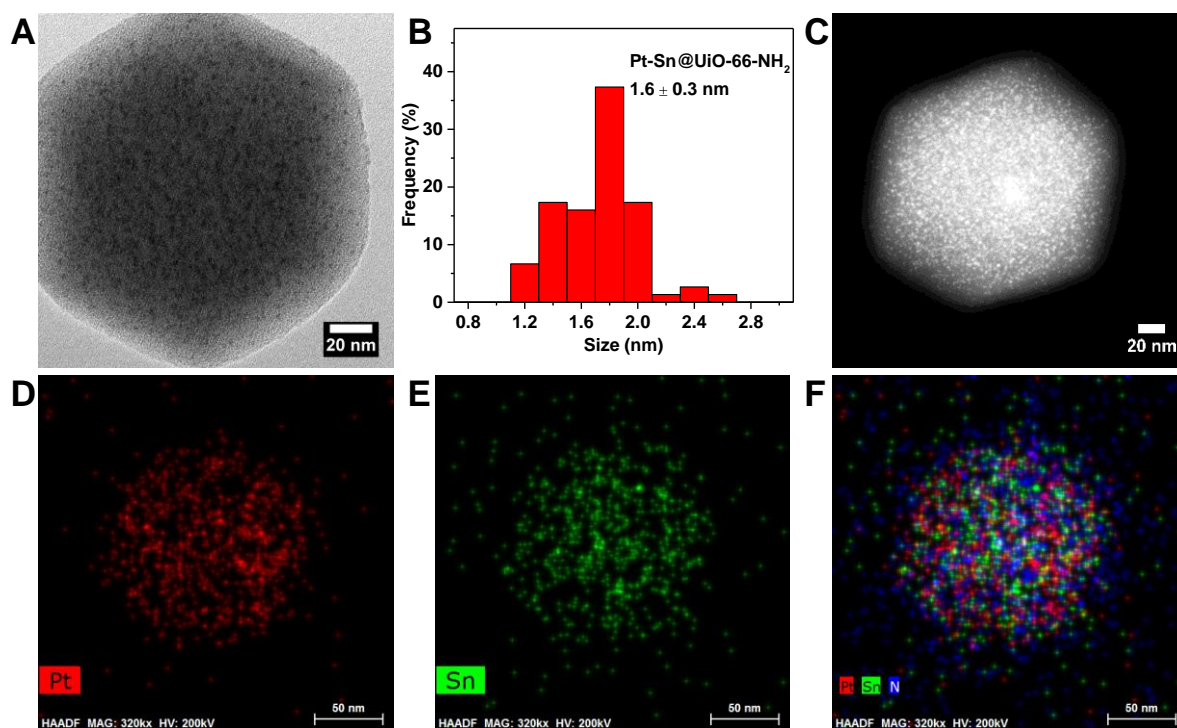 A
20 nm
B
Pt-Sn@UiO-66-NH2
1.6 ± 0.3 nm
Frequency (%)
40
30
20
10
0
0.8 1.2 1.6 2.0 2.4 2.8
Size (nm)
C
20 nm
D
Pt
50 nm
HAADF MAG: 320kx HV: 200kV
E
Sn
50 nm
HAADF MAG: 320kx HV: 200kV
F
Pt Sn N
50 nm
HAADF MAG: 320kx HV: 200kV